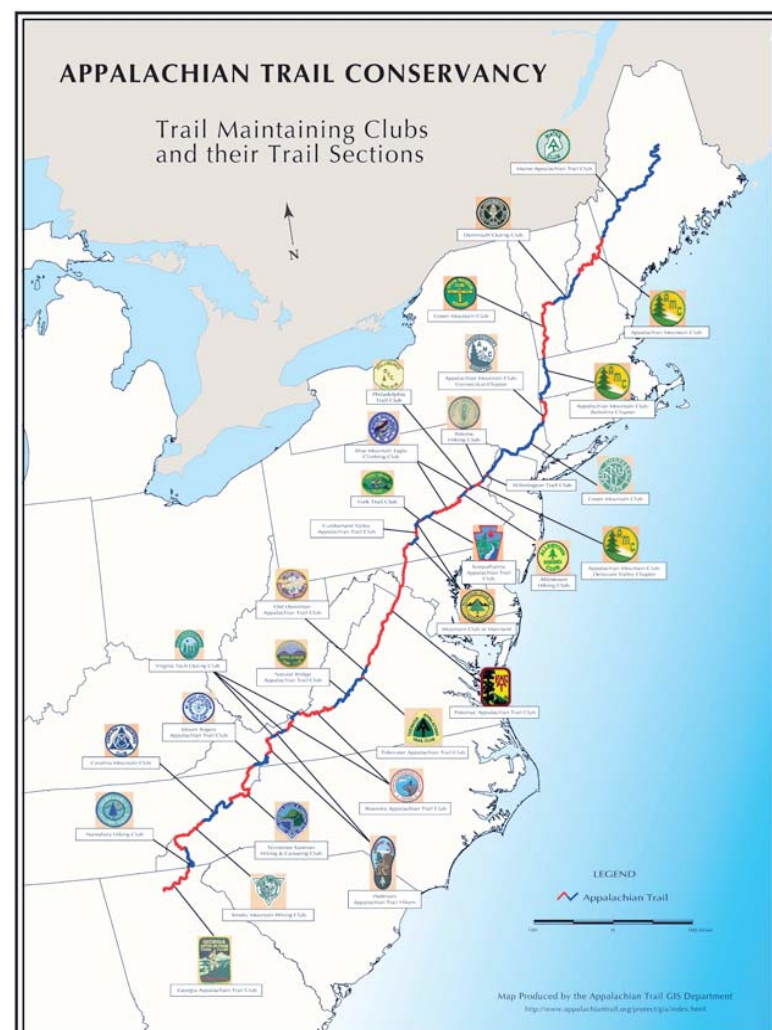 APPALACHIAN TRAIL CONSERVANCY
Trail Maintaining Clubs
and their Trail Sections
N
Maine Appalachian Trail Club
Dartmouth Outing Club
Green Mountain Club
AMC
Appalachian Mountain Club
Appalachian Mountain Club
Connecticut Chapter
Philadelphia
Trail Club
AMC
Appalachian Mountain Club
Berkshire Chapter
Hiking Club
Blue Mountain Eagle
Climbing Club
Wilmington Trail Club
Green Mountain Club
York Trail Club
Cumberland Valley
Appalachian Trail Club
Susquehanna
Appalachian Trail
Club
Allentown
Hiking Club
AMC
Appalachian Mountain Club
Delaware Valley Chapter
Old Dominion
Appalachian Trail Club
Mountain Club of Maryland
Virginia Tech Outing Club
Natural Bridge
Appalachian Trail Club
Potomac Appalachian Trail Club
Mount Rogers
Appalachian Trail Club
Tidewater Appalachian Trail Club
Carolina Mountain Club
Roanoke Appalachian Trail Club
Nantahala Hiking Club
Tennessee Eastman
Hiking & Canoeing Club
Piedmont
Appalachian Trail Hikers
Smoky Mountain Hiking Club
GEORGIA
Georgia Appalachian Trail Club
LEGEND
Appalachian Trail
Map Produced by the Appalachian Trail GIS Department